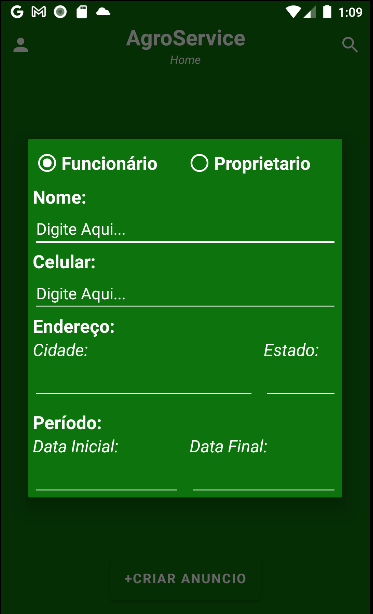 1:09
AgroService
Home
Funcionário Proprietario
Nome:
Digite Aqui...
Celular:
Digite Aqui...
Endereço:
Cidade: Estado:
Período:
Data Inicial: Data Final:
+CRIAR ANUNCIO